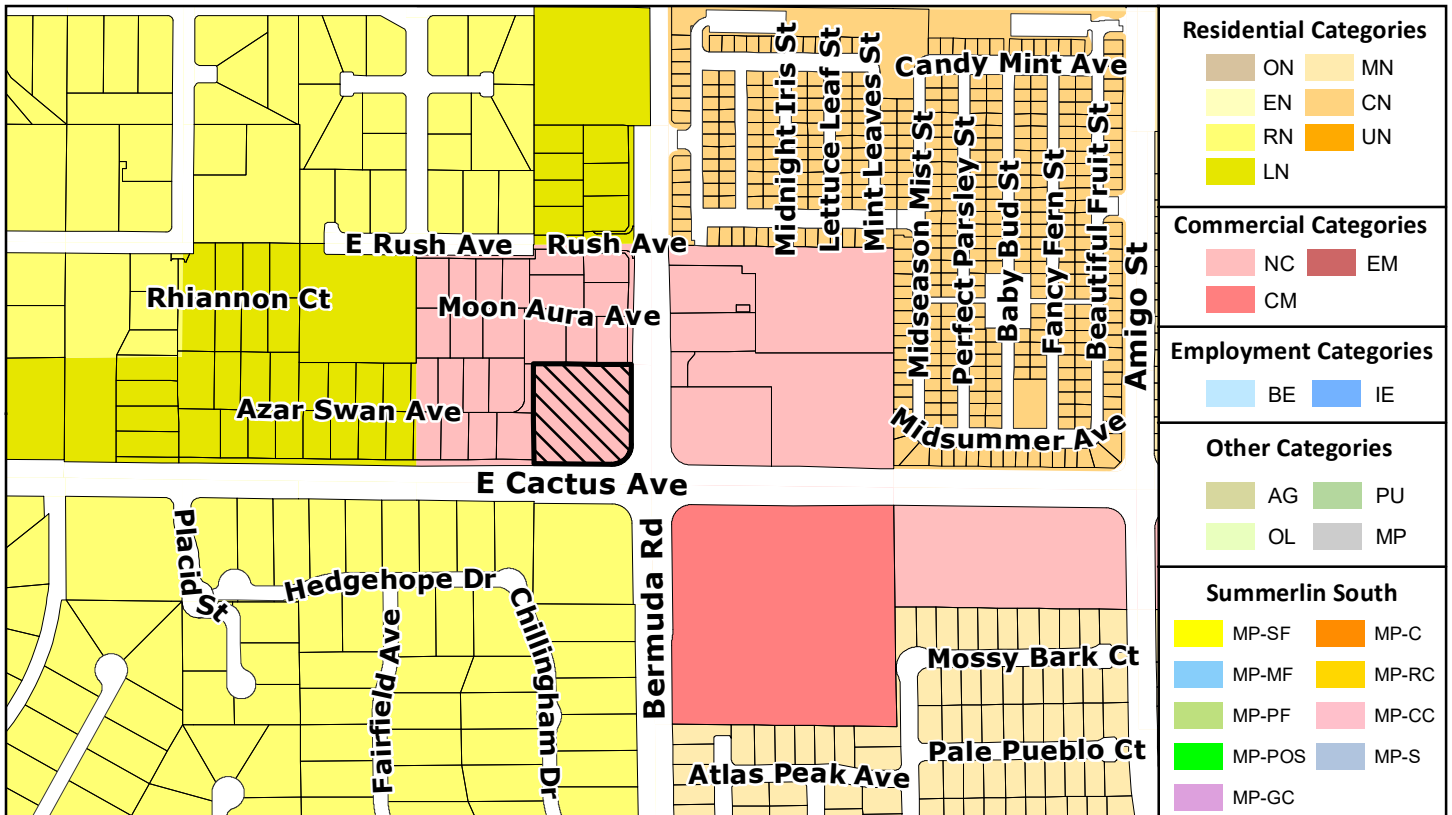 Midnight Iris St
Lettuce Leaf St
Mint Leaves St
Candy Mint Ave
Midseason Mist St
Perfect Parsley St
Baby Bud St
Fancy Fern St
Beautiful Fruit St
Amigo St
E Rush Ave
Rush Ave
Rhiannon Ct
Moon Aura Ave
Azar Swan Ave
Midsummer Ave
E Cactus Ave
Placid St
Hedgehope Dr
Fairfield Ave
Chillingham Dr
Bermuda Rd
Mossy Bark Ct
Pale Pueblo Ct
Atlas Peak Ave
Residential Categories
ON MN
EN CN
RN UN
LN
Commercial Categories
NC EM
CM
Employment Categories
BE IE
Other Categories
AG PU
OL MP
Summerlin South
MP-SF MP-C
MP-MF MP-RC
MP-PF MP-CC
MP-POS MP-S
MP-GC